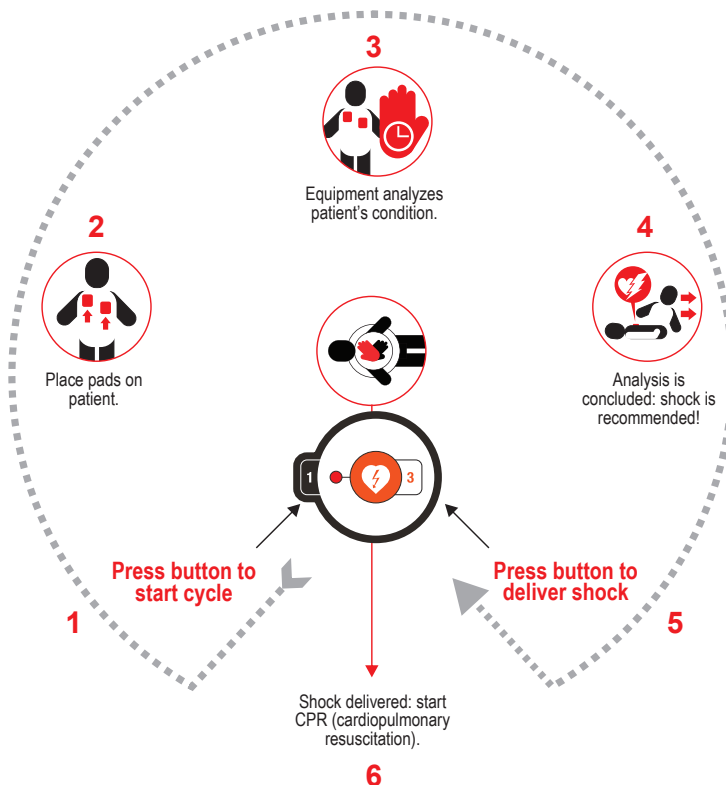 3
Equipment analyzes
patient's condition.
2
Place pads on
patient.
4
Analysis is
concluded: shock is
recommended!
1
3
Press button to
start cycle
1
Press button to
deliver shock
5
Shock delivered: start
CPR (cardiopulmonary
resuscitation).
6